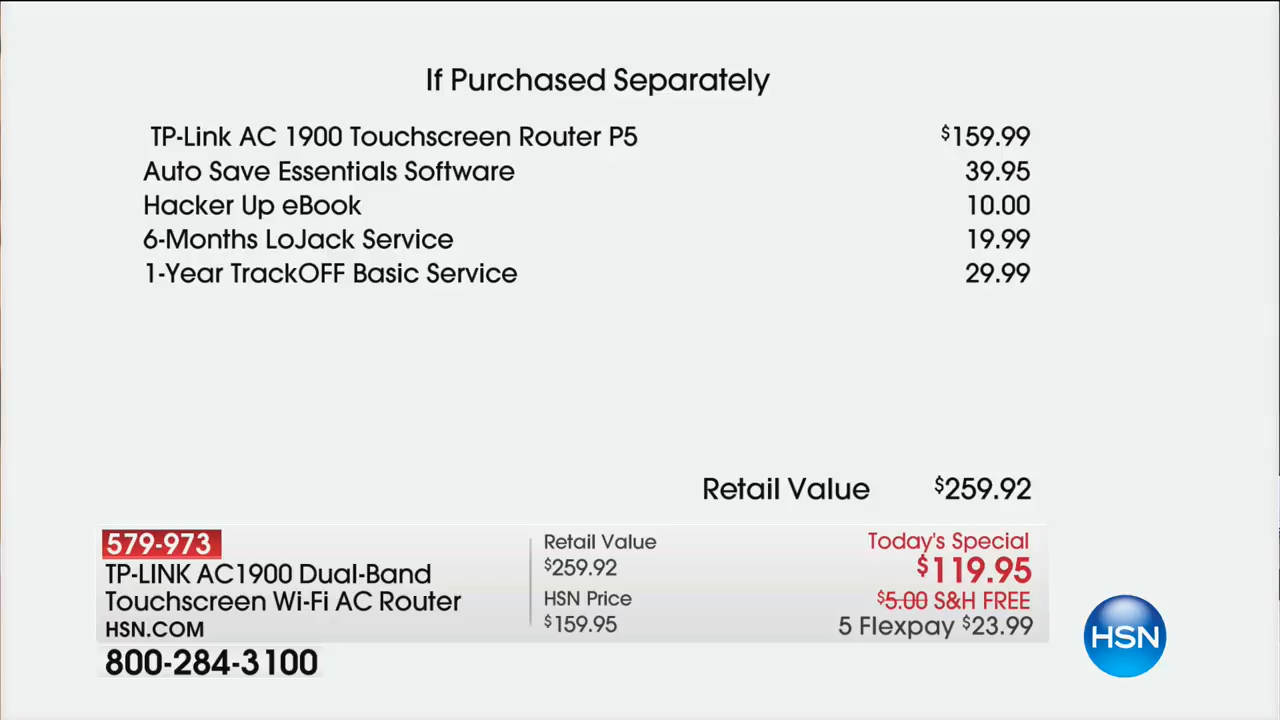 If Purchased Separately
TP-Link AC 1900 Touchscreen Router P5 $159.99
Auto Save Essentials Software 39.95
Hacker Up eBook 10.00
6-Months LoJack Service 19.99
1-Year TrackOFF Basic Service 29.99
Retail Value $259.92
579-973
TP-LINK AC1900 Dual-Band
Touchscreen Wi-Fi AC Router
HSN.COM
800-284-3100
Retail Value
$259.92
HSN Price
$159.95
Today's Special
$119.95
$5.00 S&H FREE
5 Flexpay $23.99
HSN